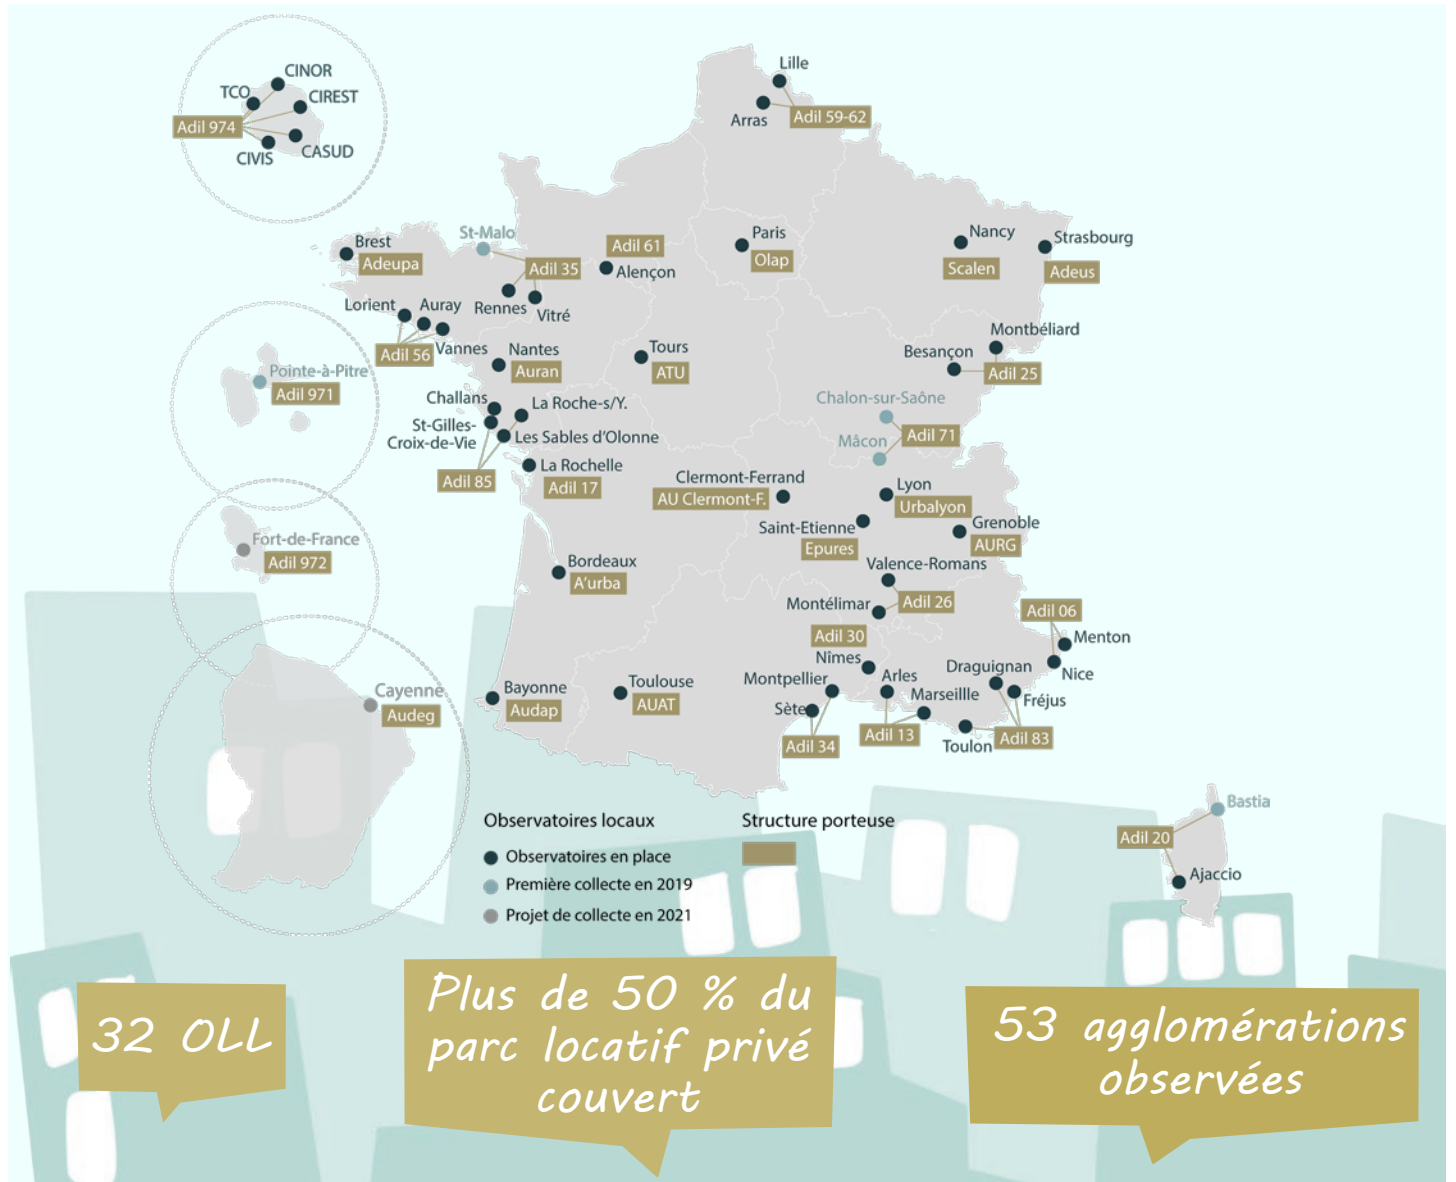 CINOR
TCO
CIREST
Adil 974
CIVIS
CASUD
Lille
Arras
Adil 59-62
Brest
Adeupa
St-Malo
Adil 35
Rennes
Vitré
Adil 61
Alençon
Paris
Olap
Nancy
Scalen
Strasbourg
Adeus
Lorient
Auray
Vannes
Adil 56
Nantes
Auran
Tours
ATU
Montbéliard
Besançon
Adil 25
Pointe-à-Pitre
Adil 971
Challans
La Roche-s/Y.
St-Gilles-
Croix-de-Vie
Les Sables d'Olonne
Adil 85
La Rochelle
Adil 17
Chalon-sur-Saône
Mâcon
Adil 71
Clermont-Ferrand
AU Clermont-F.
Lyon
Urbalyon
Saint-Etienne
Epures
Grenoble
AURG
Fort-de-France
Adil 972
Bordeaux
A'urba
Valence-Romans
Montélimar
Adil 26
Adil 30
Nîmes
Adil 06
Menton
Nice
Cayenne
Audeg
Bayonne
Audap
Toulouse
AUAT
Montpellier
Sète
Adil 34
Arles
Marseillle
Adil 13
Draguignan
Fréjus
Toulon
Adil 83
Bastia
Adil 20
Ajaccio
Observatoires locaux
Observatoires en place
Première collecte en 2019
Projet de collecte en 2021
Structure porteuse
32 OLL
Plus de 50 % du
parc locatif privé
couvert
53 agglomérations
observées